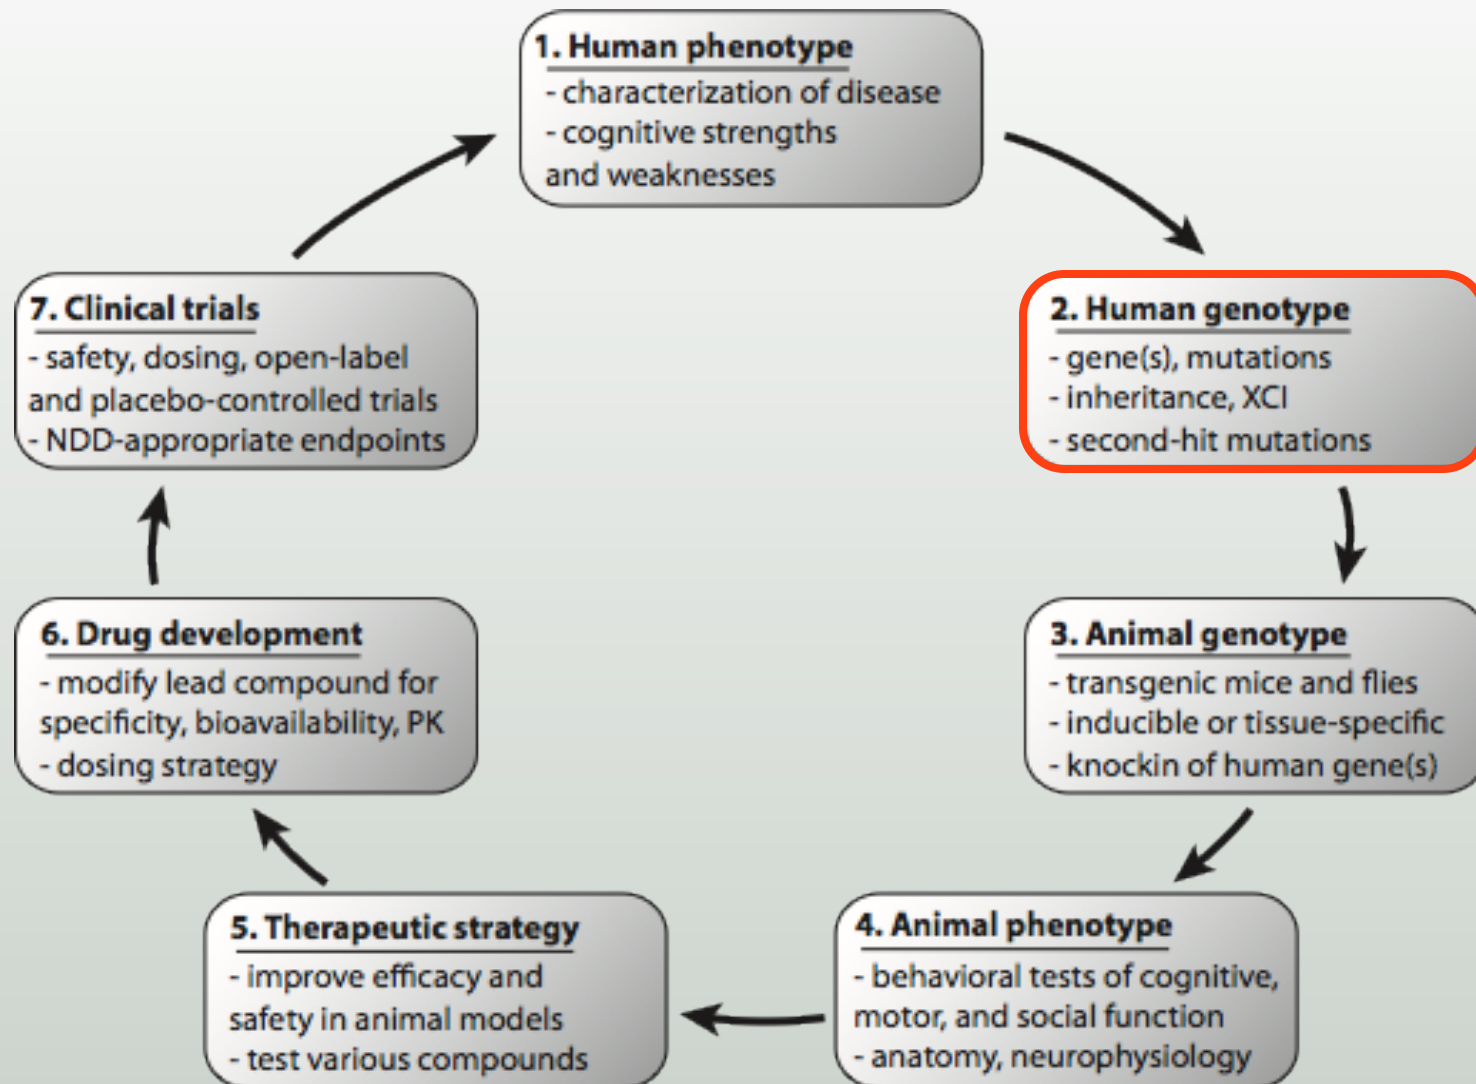 1. Human phenotype
- characterization of disease
- cognitive strengths
and weaknesses
2. Human genotype
- gene(s), mutations
- inheritance, XCI
- second-hit mutations
3. Animal genotype
- transgenic mice and flies
- inducible or tissue-specific
- knockin of human gene(s)
4. Animal phenotype
- behavioral tests of cognitive,
motor, and social function
- anatomy, neurophysiology
5. Therapeutic strategy
- improve efficacy and
safety in animal models
- test various compounds
6. Drug development
- modify lead compound for
specificity, bioavailability, PK
- dosing strategy
7. Clinical trials
- safety, dosing, open-label
and placebo-controlled trials
- NDD-appropriate endpoints